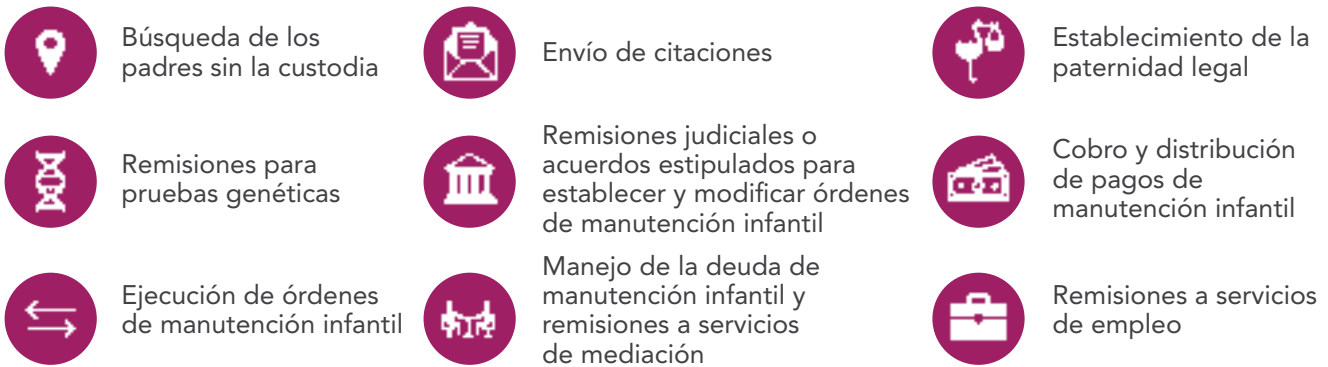 Búsqueda de los
padres sin la custodia
Envío de citaciones
Establecimiento de la
paternidad legal
Remisiones para
pruebas genéticas
Remisiones judiciales o
acuerdos estipulados para
establecer y modificar órdenes
de manutención infantil
Cobro y distribución
de pagos de
manutención infantil
Ejecución de órdenes
de manutención infantil
Manejo de la deuda de
manutención infantil y
remisiones a servicios
de mediación
Remisiones a servicios
de empleo